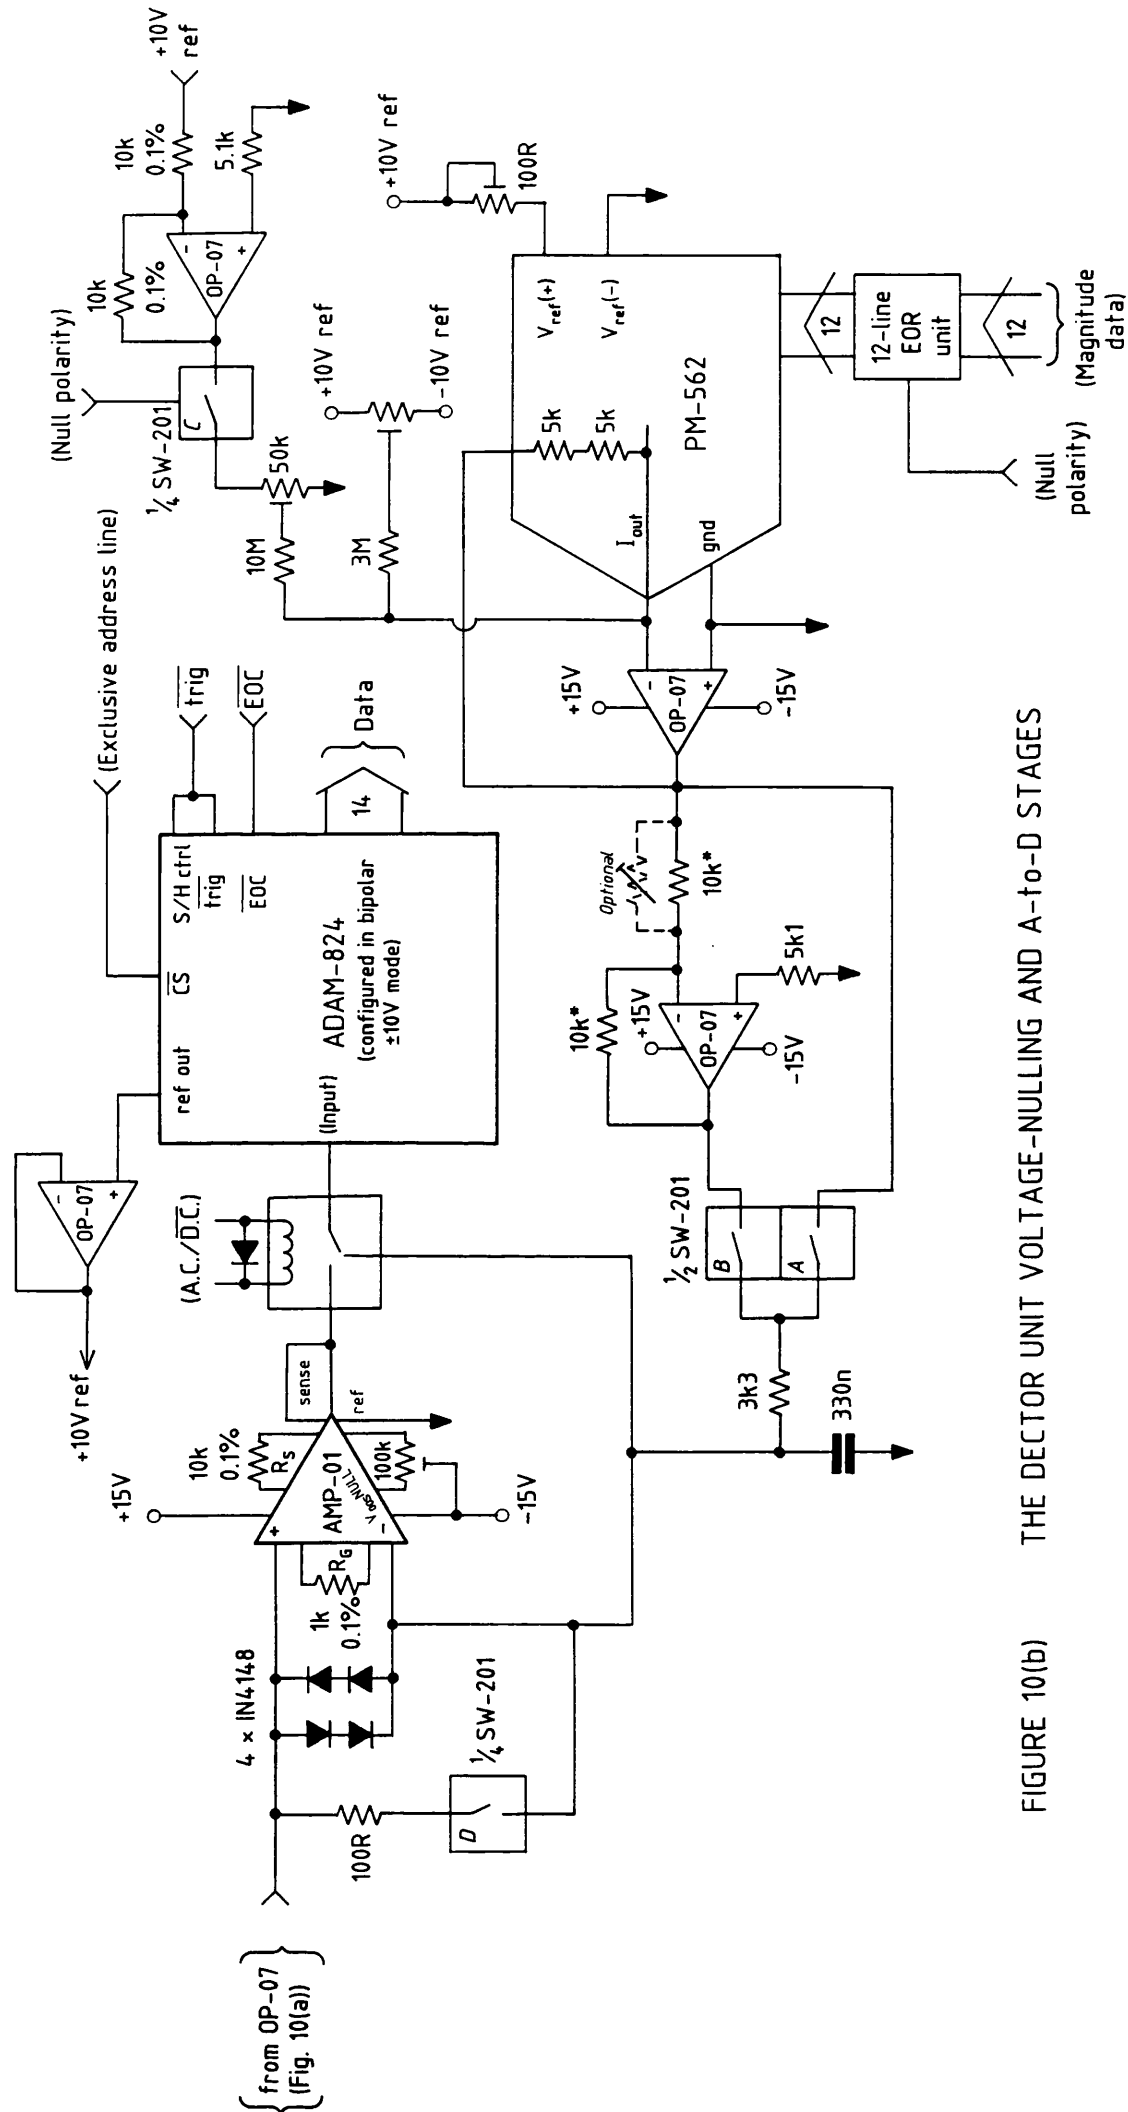 from OP-07
(Fig. 10(a))
4 × IN4148
100R
D
1/4 SW-201
1k
0.1%
RG
+
-
AMP-01
VOOS NULL
+15V
-15V
10k
0.1%
RS
100k
sense
ref
(A.C./D.C.)
+10V ref
OP-07
-
+
ref out
CS
S/H ctrl
trig
EOC
(Input)
ADAM-824
(configured in bipolar
±10V mode)
(Exclusive address line)
trig
EOC
14
Data
(Null polarity)
1/4 SW-201
C
10k
0.1%
10k
0.1%
+10V
ref
-
+
OP-07
5.1k
50k
10M
3M
+10V ref
-10V ref
+10V ref
100R
Vref(+)
Vref(-)
5k
5k
Iout
gnd
PM-562
12
12-line
EOR
unit
12
(Magnitude
data)
(Null
polarity)
+15V
-
+
OP-07
-15V
Optional
10k*
10k*
+15V
-
+
OP-07
-15V
5k1
1/2 SW-201
B
A
3k3
330n
FIGURE 10(b) THE DECTOR UNIT VOLTAGE-NULLING AND A-to-D STAGES